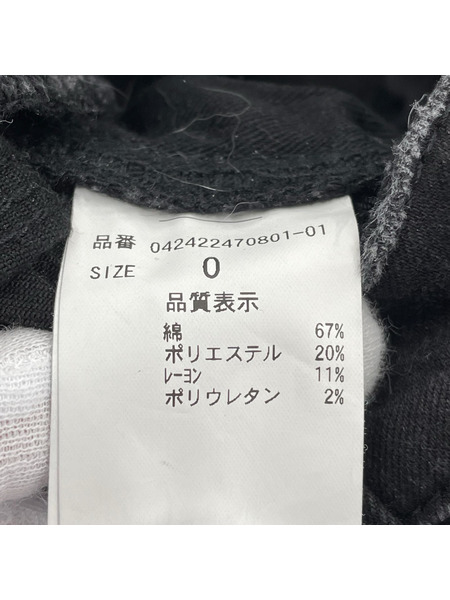 品番 042422470801-01
SIZE 0
品質表示
綿 67%
ポリエステル 20%
ﾚｰﾖﾝ 11%
ポリウレタン 2%